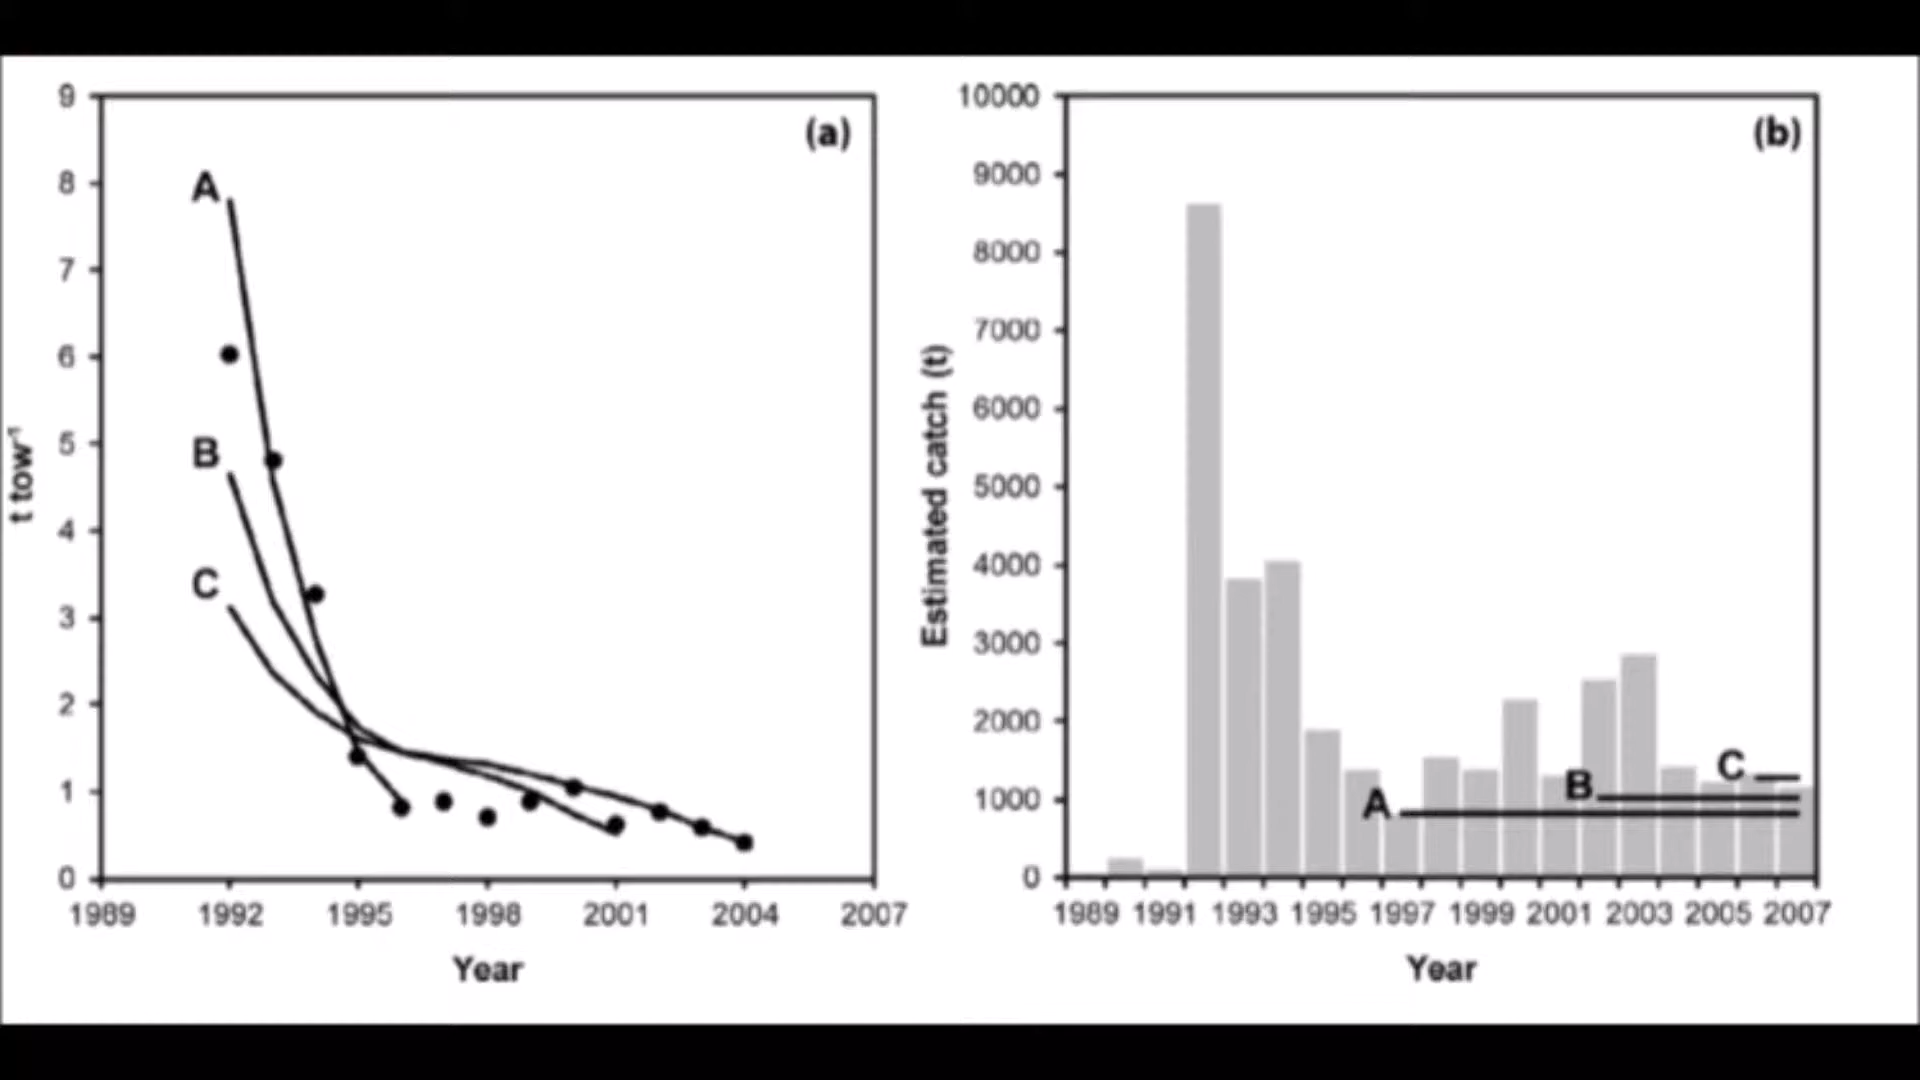 (a)
9
8
7
6
5
4
3
2
1
0
t tow⁻¹
A
B
C
1989 1992 1995 1998 2001 2004 2007
Year
(b)
10000
9000
8000
7000
6000
5000
4000
3000
2000
1000
0
Estimated catch (t)
A
B
C
1989 1991 1993 1995 1997 1999 2001 2003 2005 2007
Year